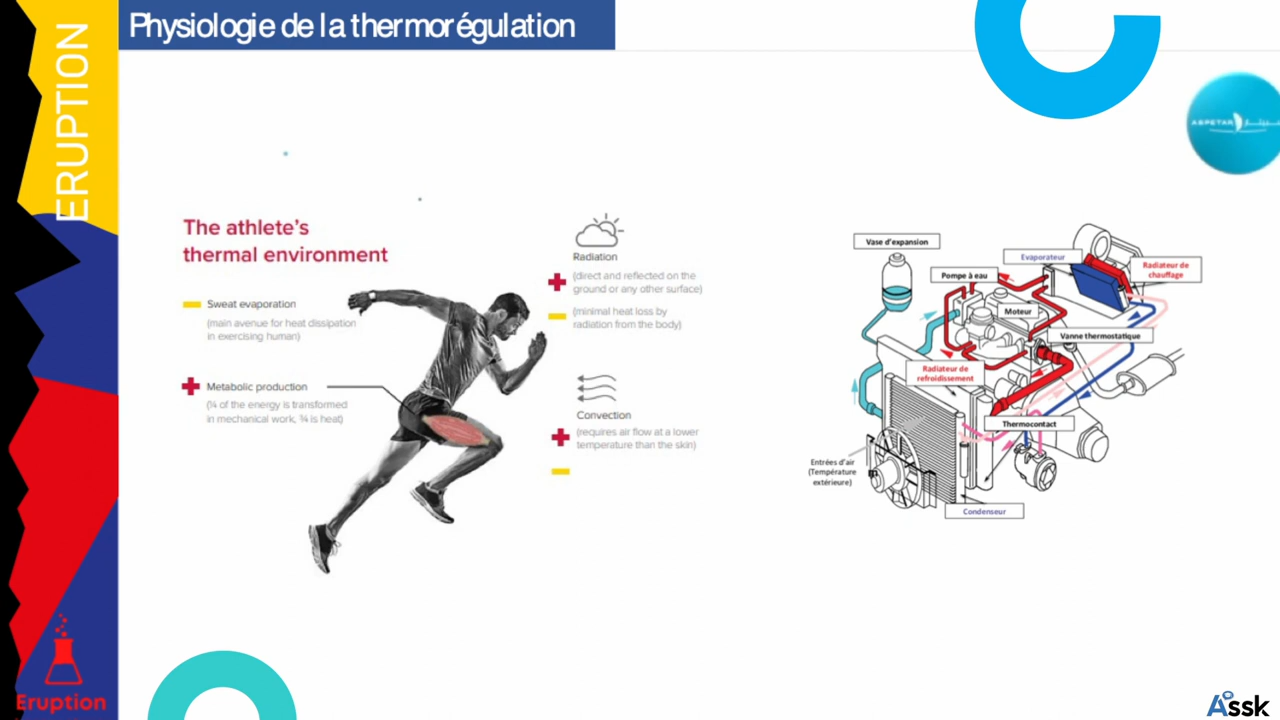 Physiologie de la thermorégulation
ERUPTION
ASPETAR
The athlete's
thermal environment
Sweat evaporation
(main avenue for heat dissipation
in exercising human)
Metabolic production
(¼ of the energy is transformed
in mechanical work, ¾ is heat)
Radiation
(direct and reflected on the
ground or any other surface)
(minimal heat loss by
radiation from the body)
Convection
(requires air flow at a lower
temperature than the skin)
Vase d'expansion
Evaporateur
Radiateur de
chauffage
Pompe à eau
Moteur
Vanne thermostatique
Radiateur de
refroidissement
Thermocontact
Entrées d'air
(Température
extérieure)
Condenseur
Eruption
Assk